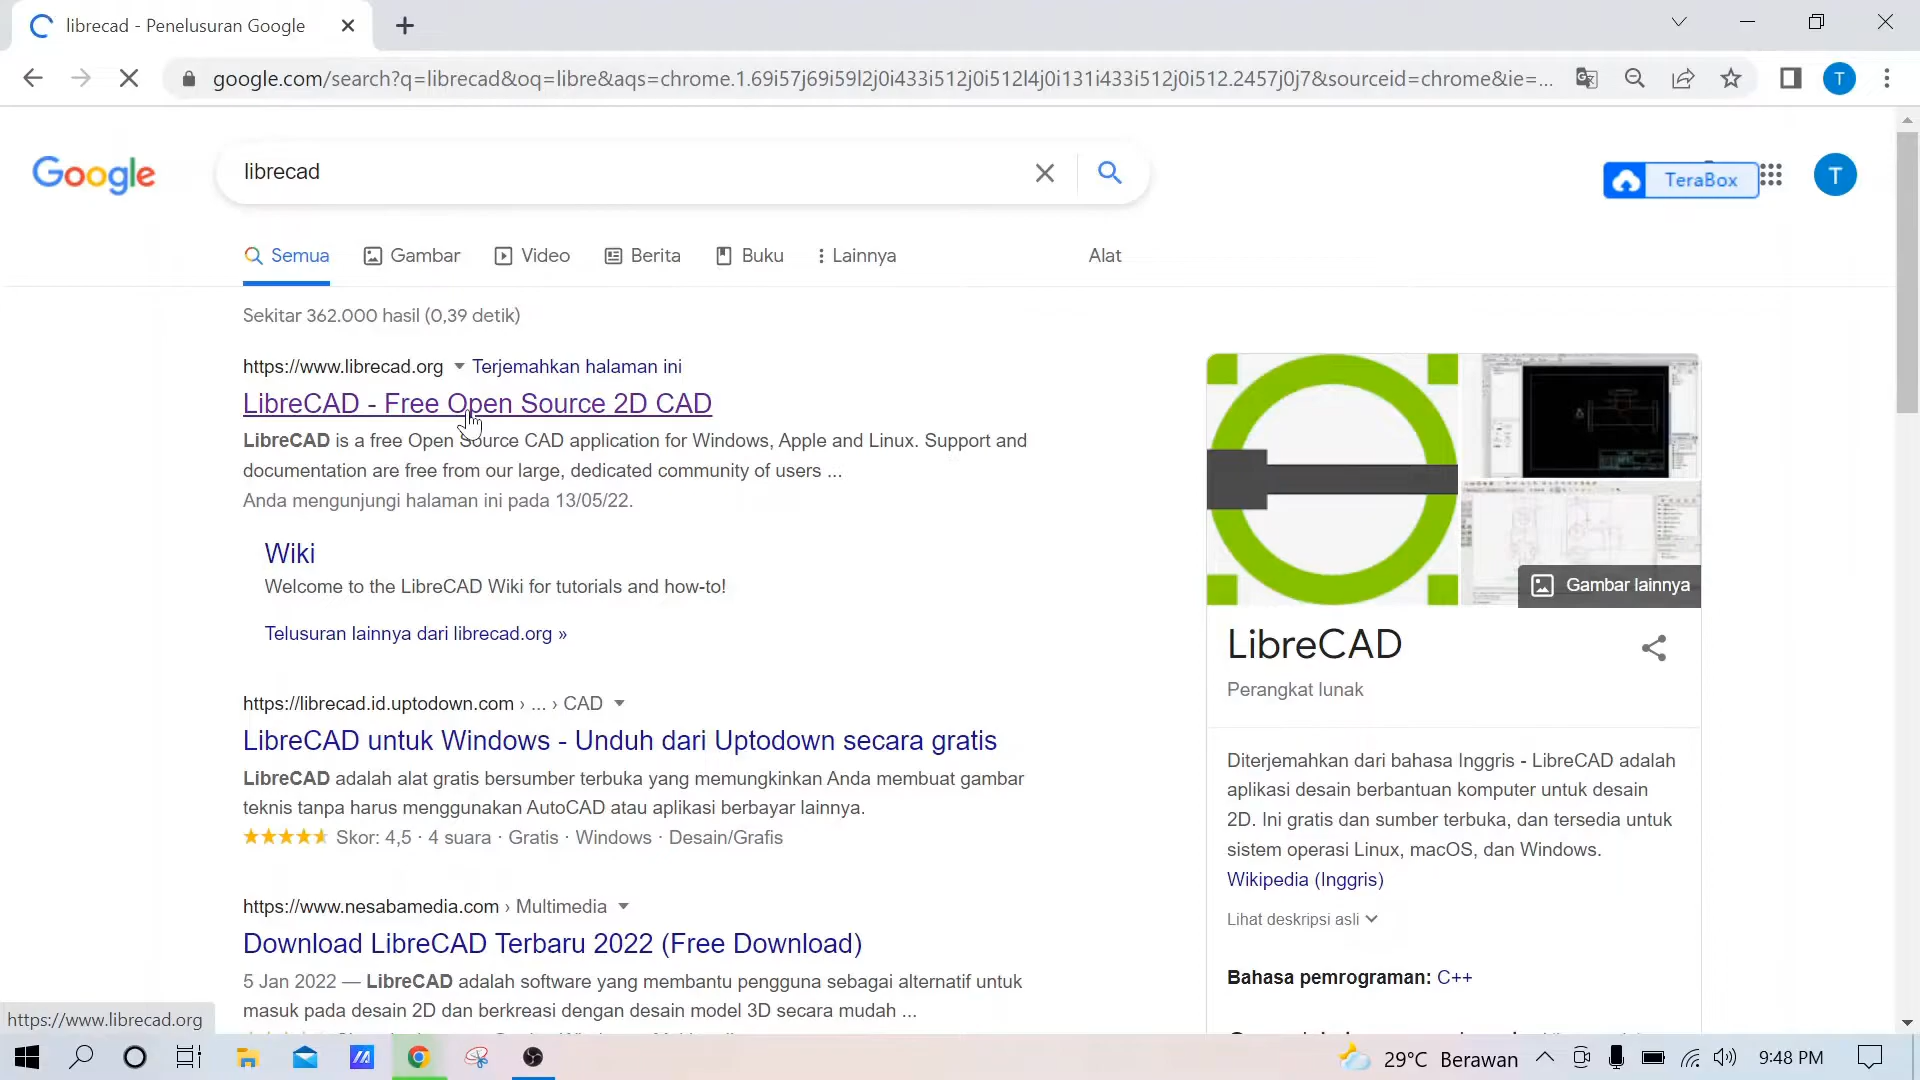 librecad - Penelusuran Google
google.com/search?q=librecad&oq=libre&aqs=chrome.1.69i57j69i59l2j0i433i512j0i512l4j0i131i433i512j0i512.2457j0j7&sourceid=chrome&ie=...
T
Google
librecad
TeraBox
T
Semua
Gambar
Video
Berita
Buku
Lainnya
Alat
Sekitar 362.000 hasil (0,39 detik)
https://www.librecad.org Terjemahkan halaman ini
LibreCAD - Free Open Source 2D CAD
LibreCAD is a free Open Source CAD application for Windows, Apple and Linux. Support and
documentation are free from our large, dedicated community of users ...
Anda mengunjungi halaman ini pada 13/05/22.
Wiki
Welcome to the LibreCAD Wiki for tutorials and how-to!
Telusuran lainnya dari librecad.org »
https://librecad.id.uptodown.com › ... › CAD
LibreCAD untuk Windows - Unduh dari Uptodown secara gratis
LibreCAD adalah alat gratis bersumber terbuka yang memungkinkan Anda membuat gambar
teknis tanpa harus menggunakan AutoCAD atau aplikasi berbayar lainnya.
Skor: 4,5 · 4 suara · Gratis · Windows · Desain/Grafis
https://www.nesabamedia.com › Multimedia
Download LibreCAD Terbaru 2022 (Free Download)
5 Jan 2022 — LibreCAD adalah software yang membantu pengguna sebagai alternatif untuk
masuk pada desain 2D dan berkreasi dengan desain model 3D secara mudah ...
Gambar lainnya
LibreCAD
Perangkat lunak
Diterjemahkan dari bahasa Inggris - LibreCAD adalah
aplikasi desain berbantuan komputer untuk desain
2D. Ini gratis dan sumber terbuka, dan tersedia untuk
sistem operasi Linux, macOS, dan Windows.
Wikipedia (Inggris)
Lihat deskripsi asli
Bahasa pemrograman: C++
https://www.librecad.org
29°C Berawan
9:48 PM